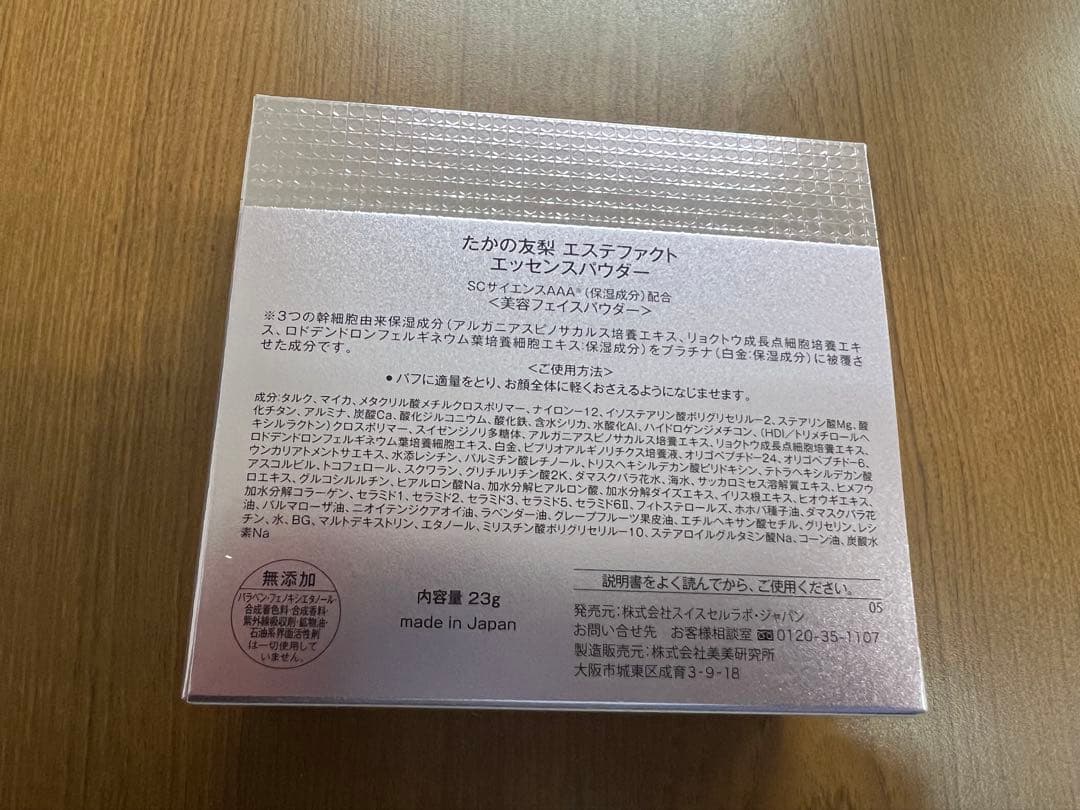 たかの友梨 エステファクト
エッセンスパウダー
SCサイエンスAAA®(保湿成分)配合
<美容フェイスパウダー>
※3つの幹細胞由来保湿成分(アルガニアスピノサカルス培養エキス、リョクトウ成長点細胞培養エキ
ス、ロドデンドロンフェルギネウム葉培養細胞エキス:保湿成分)をプラチナ(白金:保湿成分)に被覆さ
せた成分です。
<ご使用方法>
●パフに適量をとり、お顔全体に軽くおさえるようになじませます。
成分:タルク、マイカ、メタクリル酸メチルクロスポリマー、ナイロン-12、イソステアリン酸ポリグリセリル-2、ステアリン酸Mg、酸
化チタン、アルミナ、炭酸Ca、酸化ジルコニウム、酸化鉄、含水シリカ、水酸化Al、ハイドロゲンジメチコン、(HDI/トリメチロールヘ
キシルラクトン)クロスポリマー、スイゼンジノリ多糖体、アルガニアスピノサカルス培養エキス、リョクトウ成長点細胞培養エキス、
ロドデンドロンフェルギネウム葉培養細胞エキス、白金、ビブリオアルギノリチクス培養液、オリゴペプチド-24、オリゴペプチド-6、
ウンカリアトメントサエキス、水添レシチン、パルミチン酸レチノール、トリスヘキシルデカン酸ピリドキシン、テトラヘキシルデカン酸
アスコルビル、トコフェロール、スクワラン、グリチルリチン酸2K、ダマスクバラ花水、海水、サッカロミセス溶解質エキス、ヒメフウ
ロエキス、グルコシルルチン、ヒアルロン酸Na、加水分解ヒアルロン酸、加水分解ダイズエキス、イリス根エキス、ヒオウギエキス、
加水分解コラーゲン、セラミド1、セラミド2、セラミド3、セラミド5、セラミド6Ⅱ、フィトステロールズ、ホホバ種子油、ダマスクバラ花
油、パルマローザ油、ニオイテンジクアオイ油、ラベンダー油、グレープフルーツ果皮油、エチルヘキサン酸セチル、グリセリン、レシ
チン、水、BG、マルトデキストリン、エタノール、ミリスチン酸ポリグリセリル-10、ステアロイルグルタミン酸Na、コーン油、炭酸水
素Na
無添加
パラベン・フェノキシエタノール
合成着色料・合成香料・
紫外線吸収剤・鉱物油・
石油系界面活性剤
は一切使用して
いません。
内容量 23g
made in Japan
説明書をよく読んでから、ご使用ください。
05
発売元:株式会社スイスセルラボ・ジャパン
お問い合せ先 お客様相談室 0120-35-1107
製造販売元:株式会社美美研究所
大阪市城東区成育3-9-18